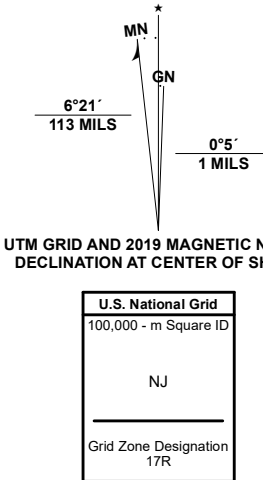 ★
MN
GN
6°21´
113 MILS
0°5´
1 MILS
UTM GRID AND 2019 MAGNETIC N
DECLINATION AT CENTER OF SH
U.S. National Grid
100,000 - m Square ID
NJ
Grid Zone Designation
17R